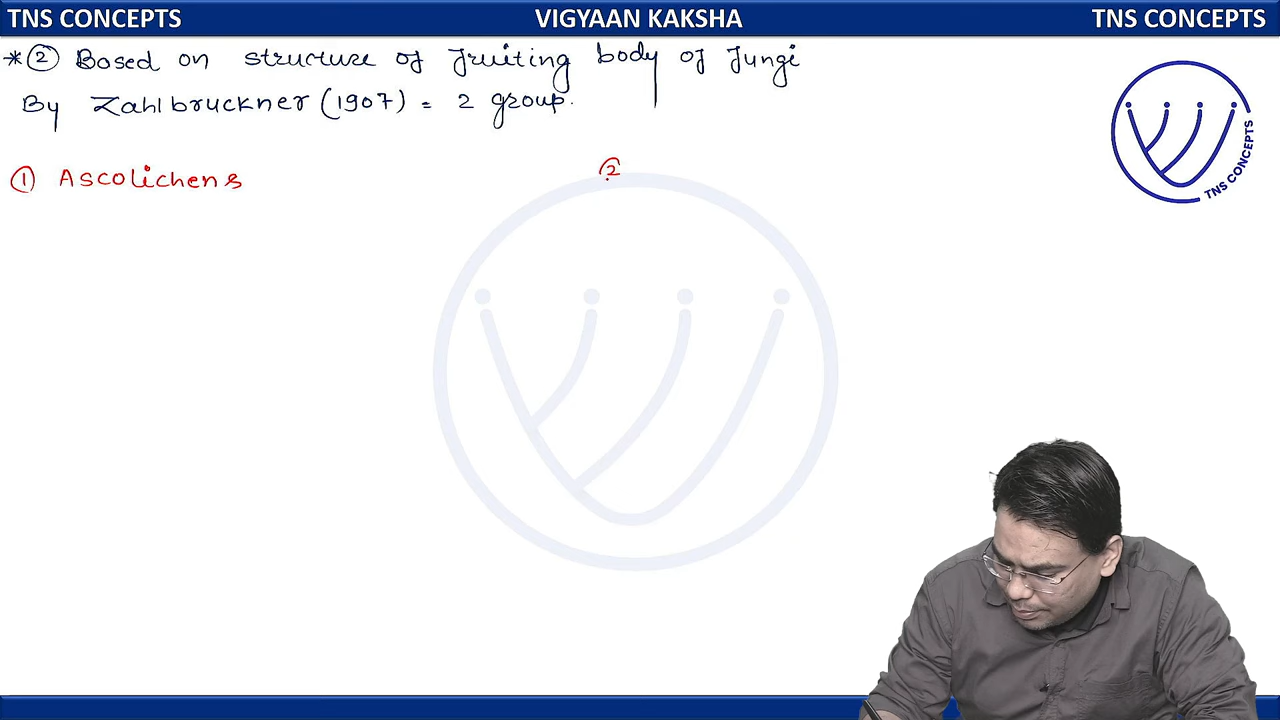 TNS CONCEPTS VIGYAAN KAKSHA TNS CONCEPTS
*② Based on structure of fruiting body of fungi
By Zahlbruckner (1907) = 2 group.
① Ascolichens ②
TNS CONCEPTS